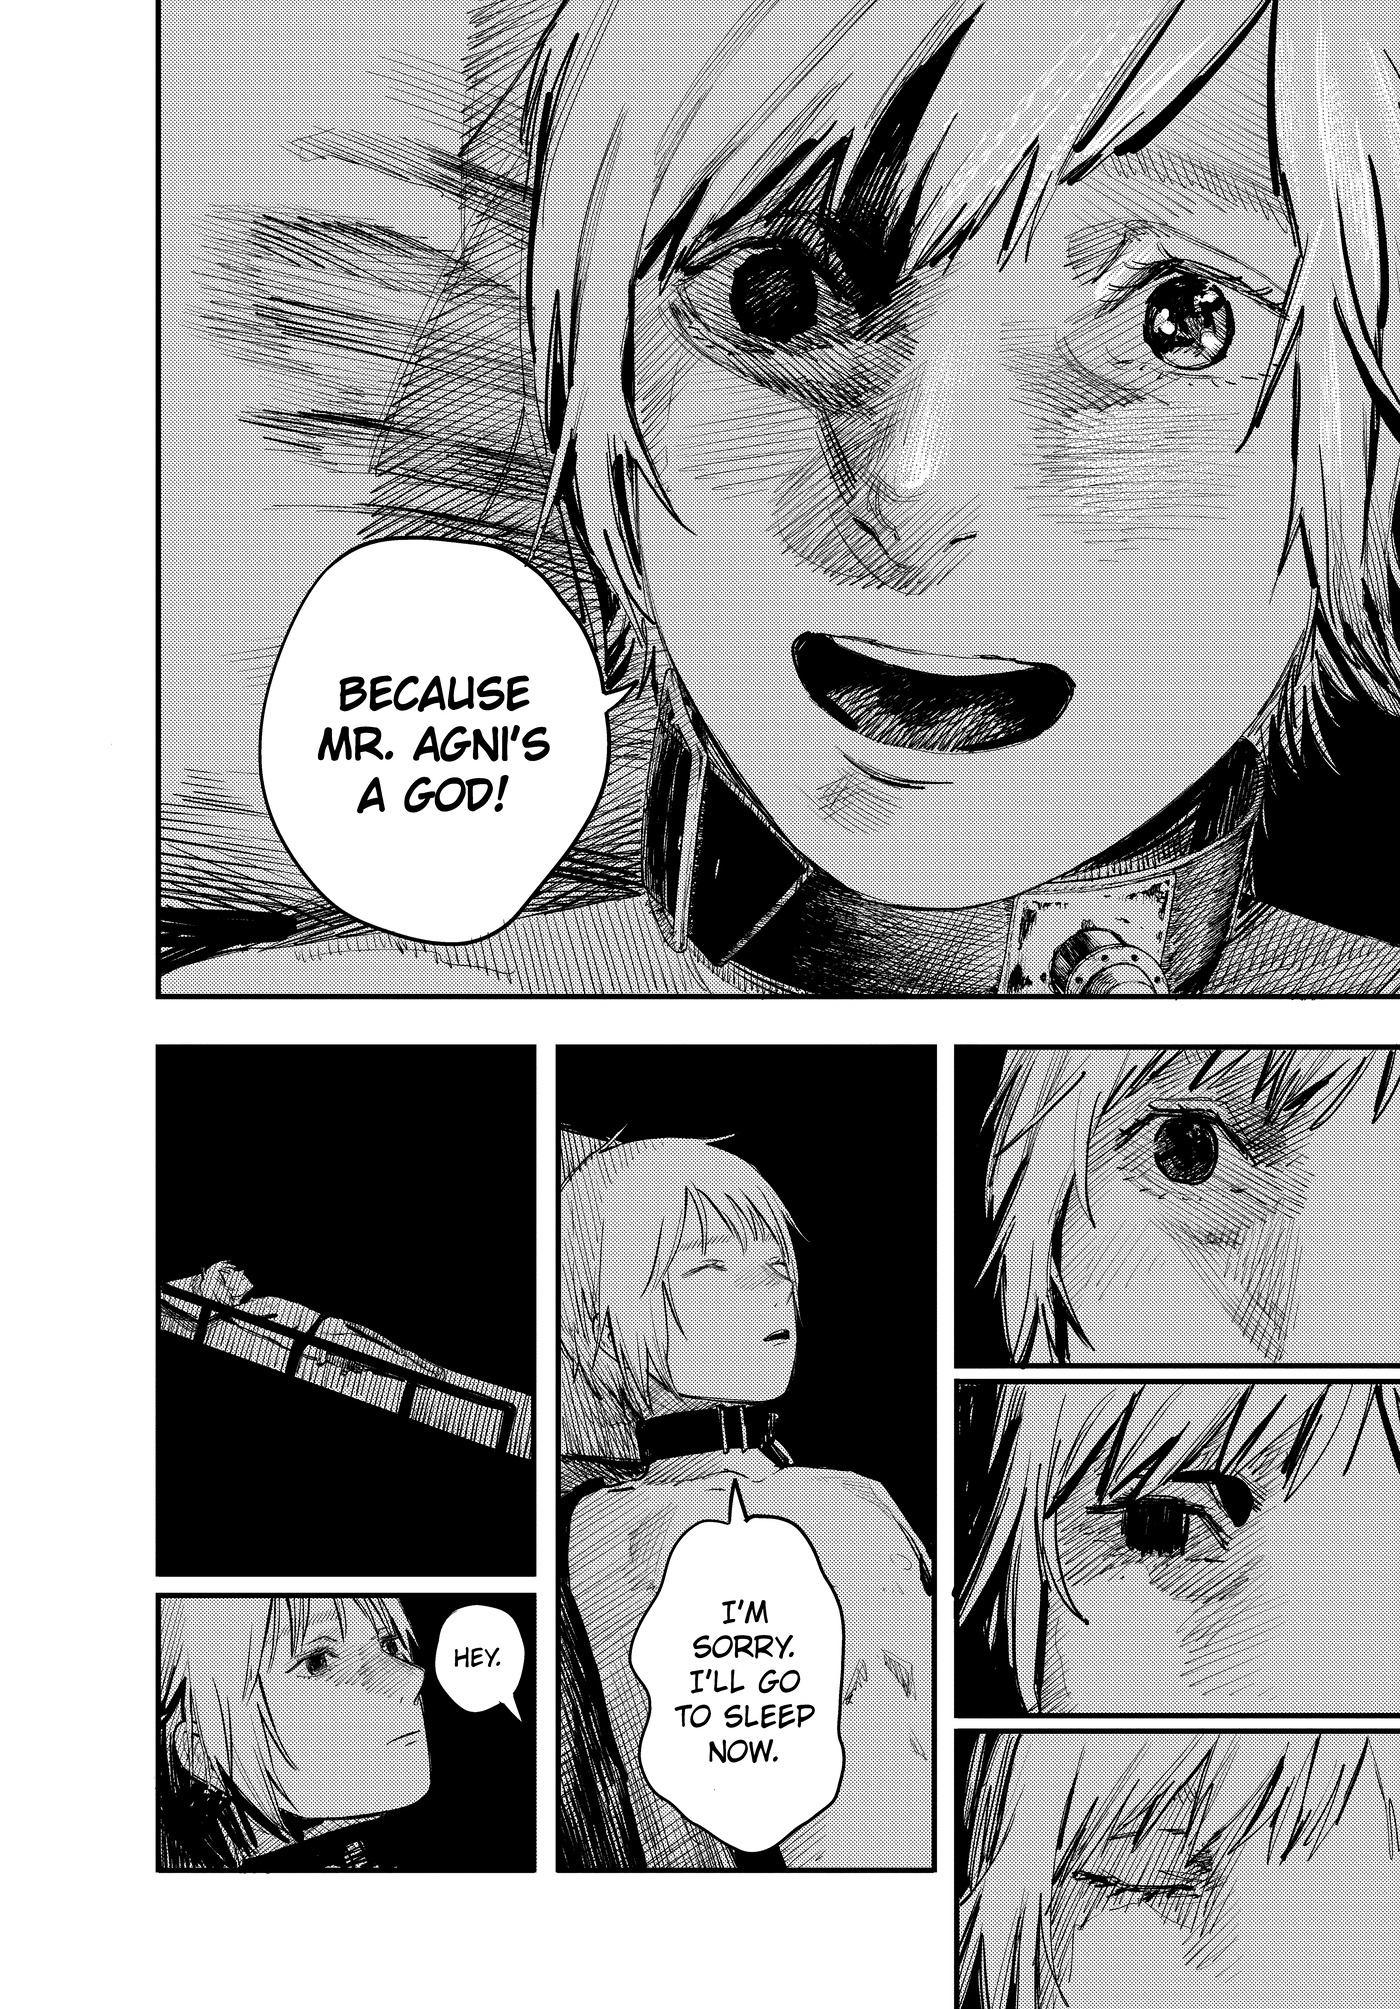 BECAUSE
MR. AGNI'S
A GOD!
I'M
SORRY.
I'LL GO
TO SLEEP
NOW.
HEY.